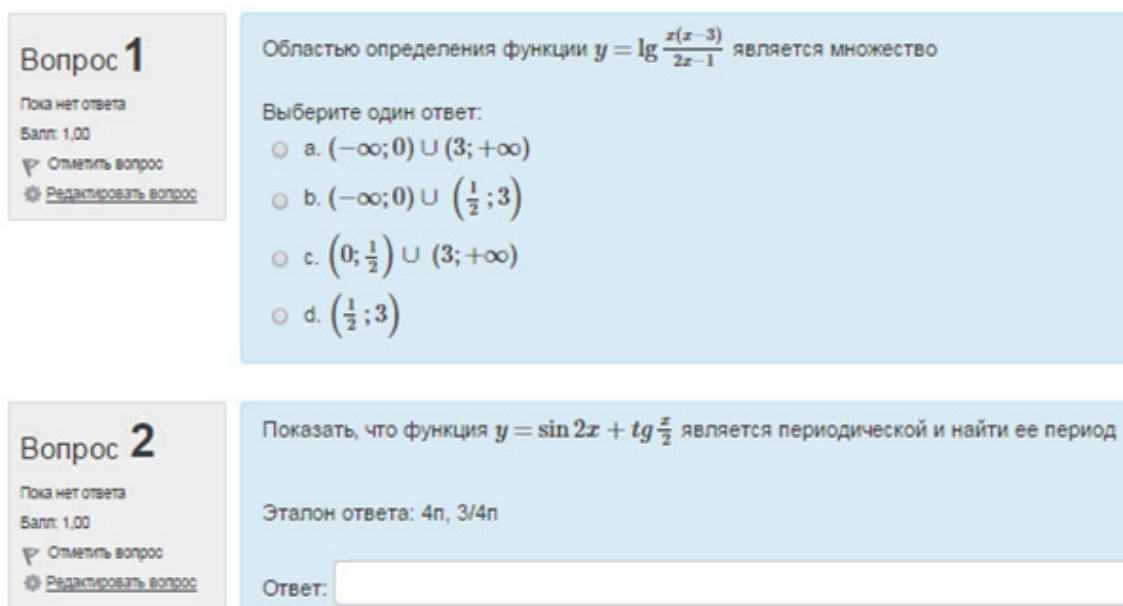 Вопрос 1
Пока нет ответа
Балл: 1,00
Отметить вопрос
Редактировать вопрос
Областью определения функции y = lg x(x−3)/2x−1 является множество
Выберите один ответ:
a. (−∞; 0) ∪ (3; +∞)
b. (−∞; 0) ∪ (1/2 ; 3)
c. (0; 1/2) ∪ (3; +∞)
d. (1/2 ; 3)
Вопрос 2
Пока нет ответа
Балл: 1,00
Отметить вопрос
Редактировать вопрос
Показать, что функция y = sin 2x + tg x/2 является периодической и найти ее период
Эталон ответа: 4п, 3/4п
Ответ: